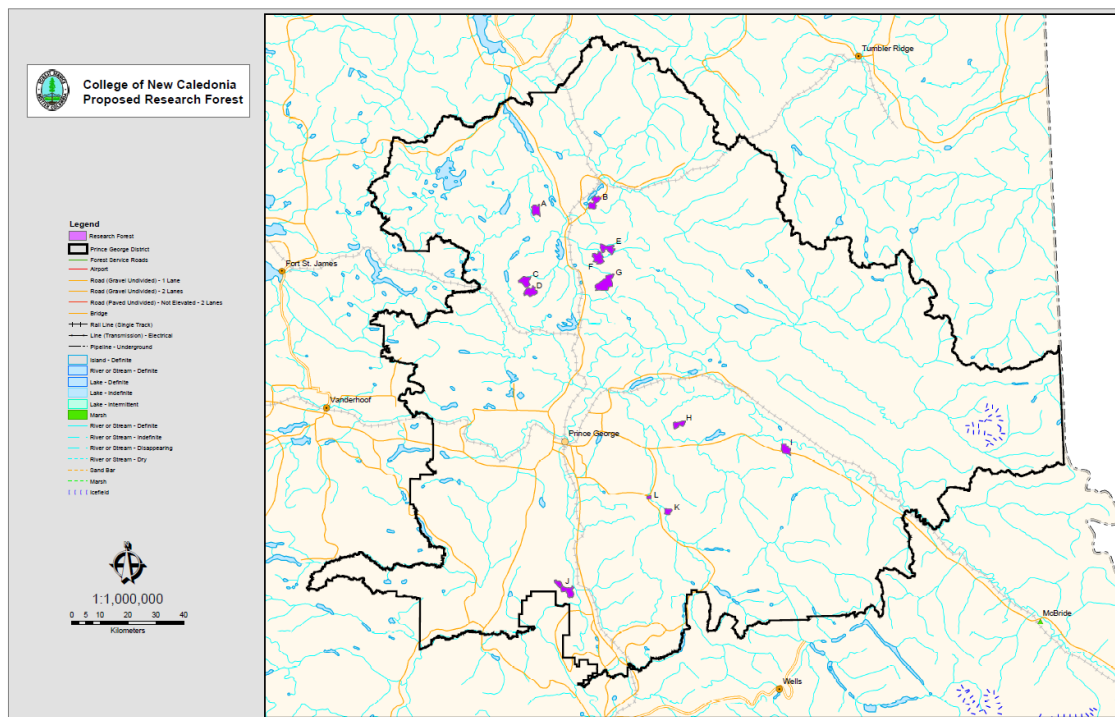 College of New Caledonia
Proposed Research Forest
Legend
Research Forest
Prince George District
Forest Service Roads
Airport
Road (Gravel Undivided) - 1 Lane
Road (Gravel Undivided) - 2 Lanes
Road (Paved Undivided) - Not Elevated - 2 Lanes
Bridge
Rail Line (Single Track)
Line (Transmission) - Electrical
Pipeline - Underground
Island - Definite
River or Stream - Definite
Lake - Definite
Lake - Indefinite
Lake - Intermittent
Marsh
River or Stream - Definite
River or Stream - Indefinite
River or Stream - Disappearing
River or Stream - Dry
Sand Bar
Marsh
Icefield
1:1,000,000
0 5 10 20 30 40
Kilometers
Tumbler Ridge
A
B
E
F
G
Fort St. James
C
D
Vanderhoof
H
Prince George
I
L
K
J
McBride
Wells